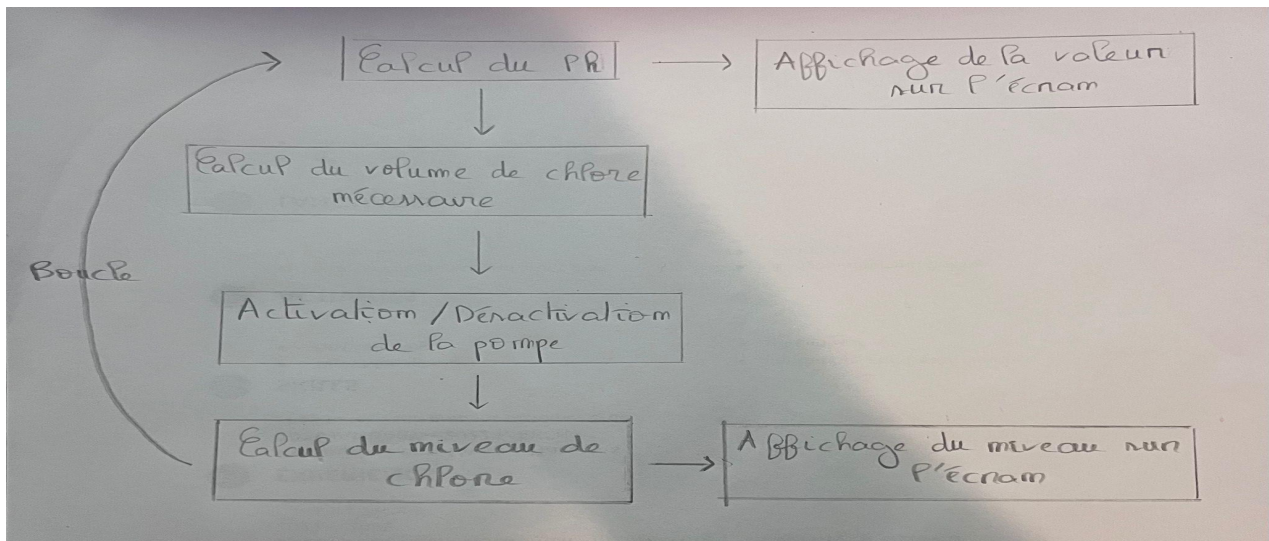 Calcul du PH
Affichage de la valeur
sur l'écran
Calcul du volume de chlore
nécessaire
Boucle
Activation / Désactivation
de la pompe
Calcul du niveau de
chlore
Affichage du niveau sur
l'écran